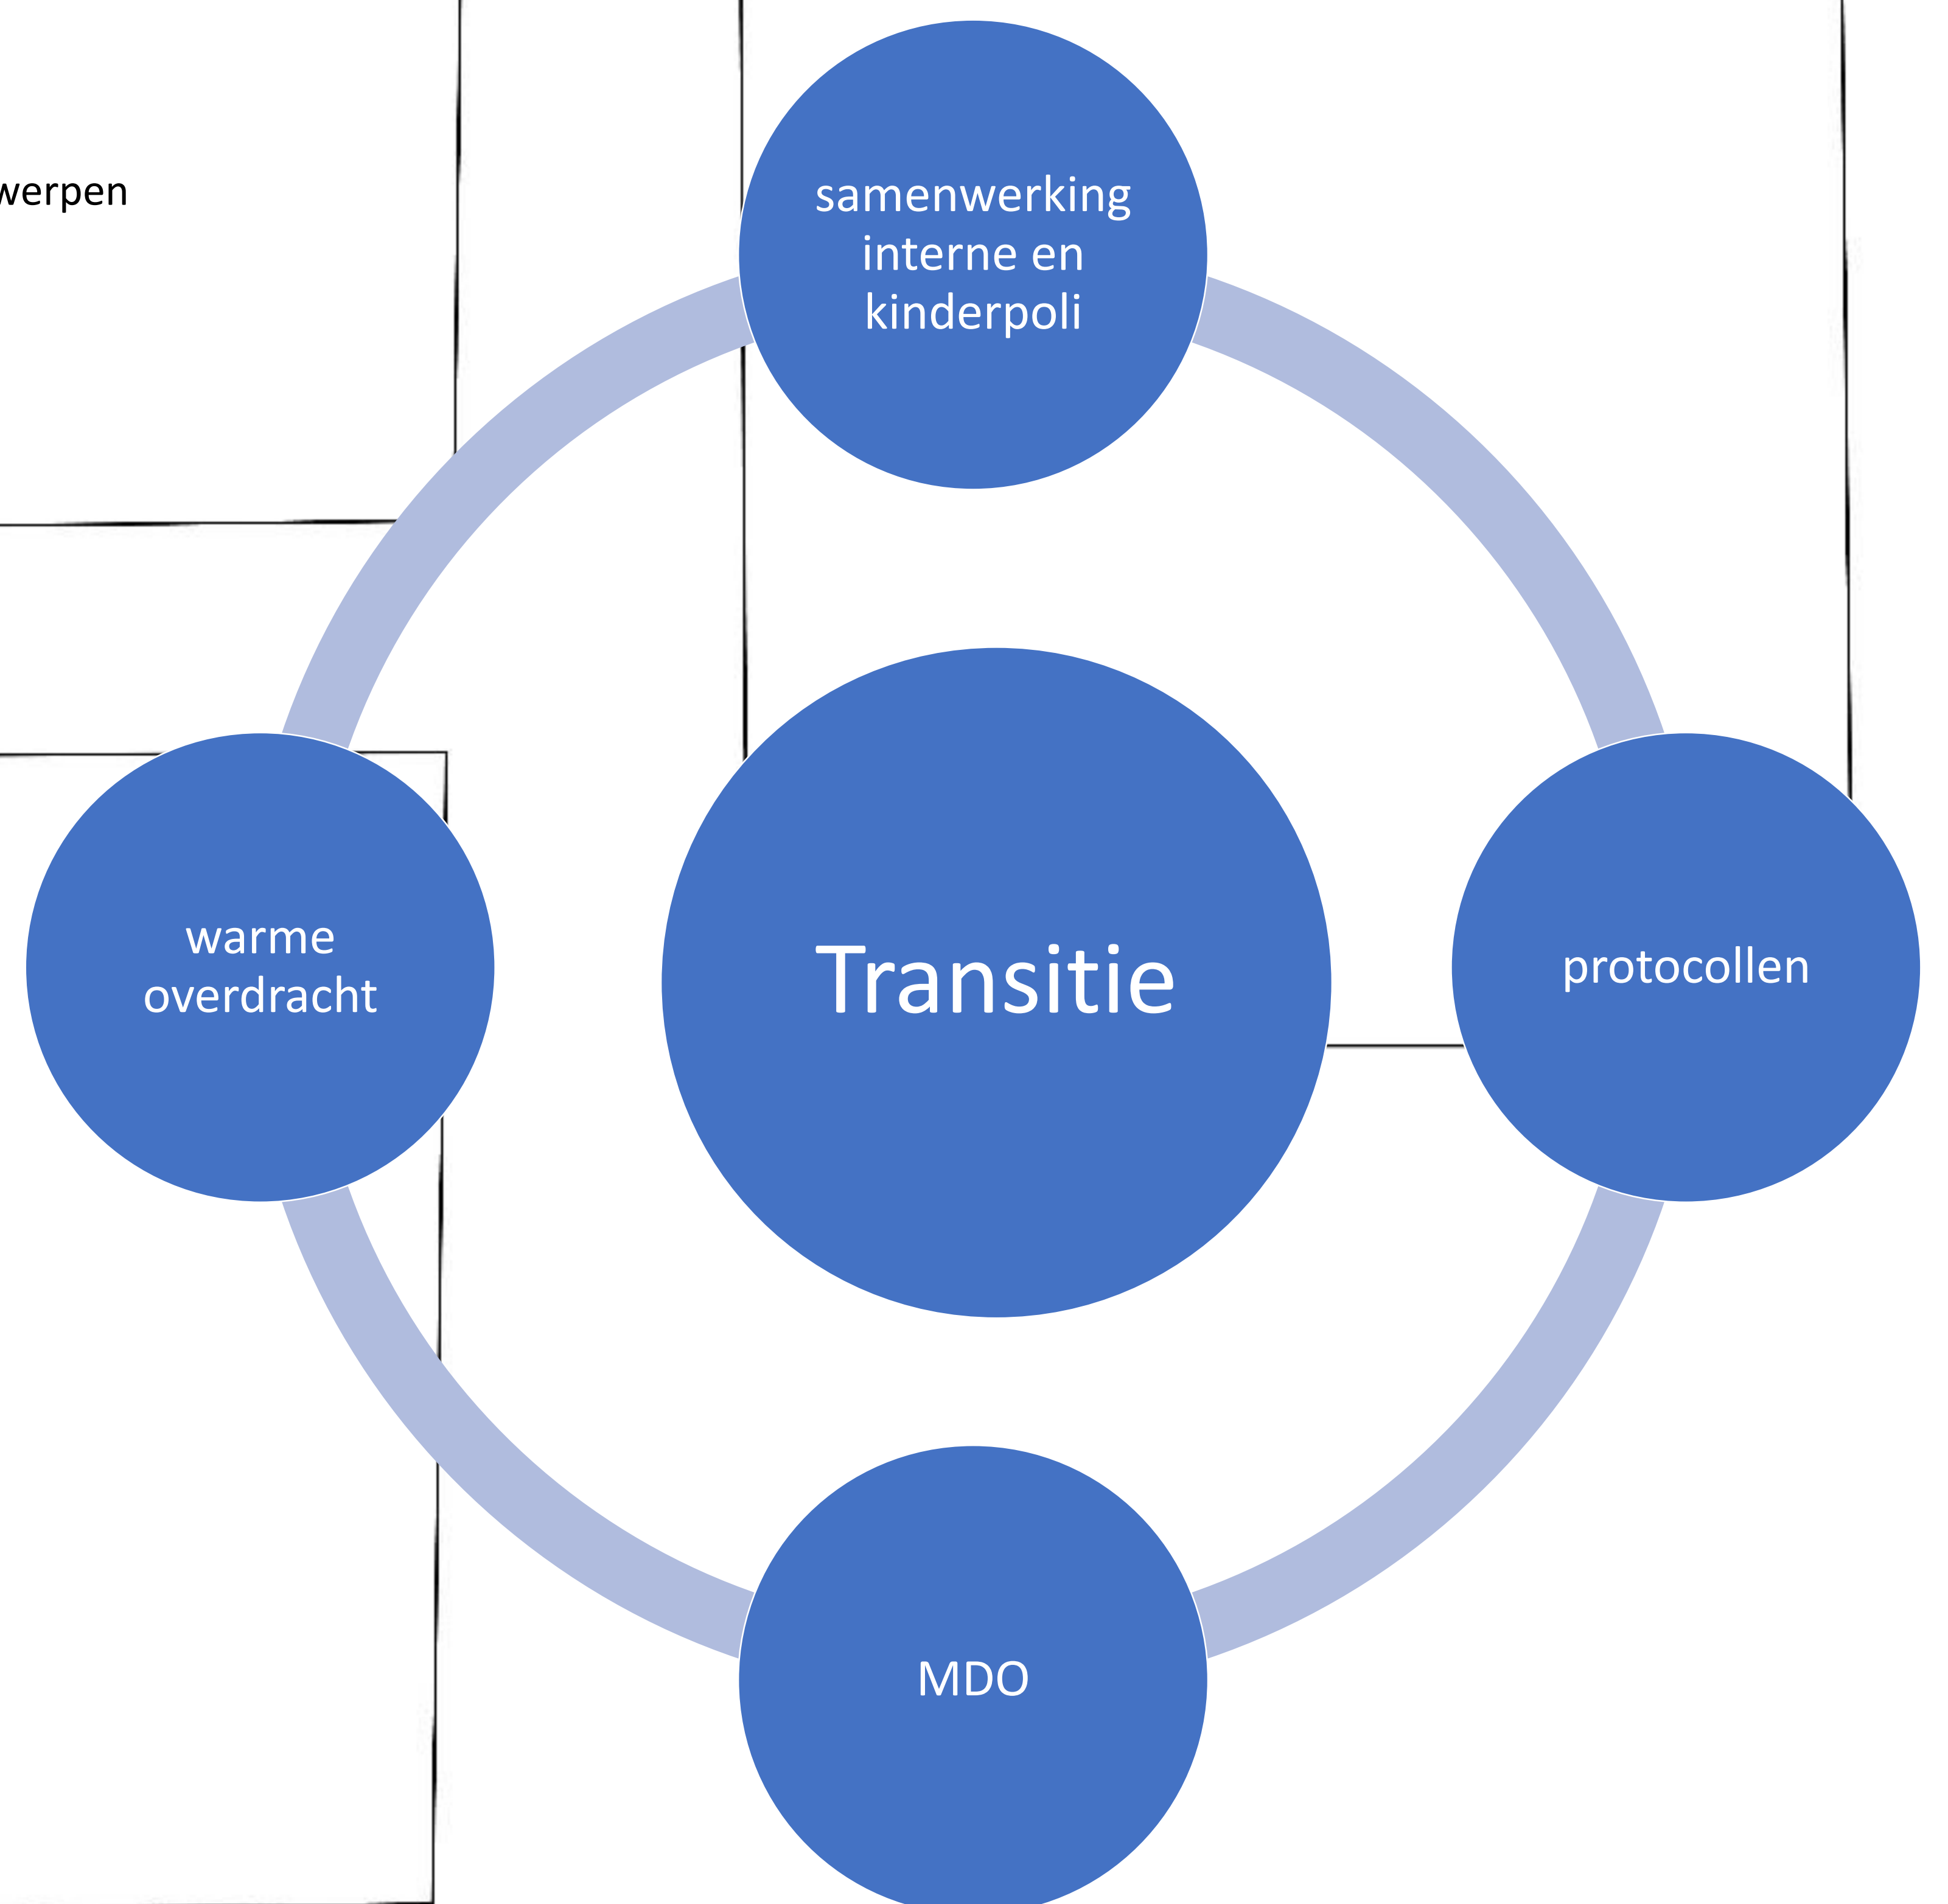 werpen
samenwerking
interne en
kinderpoli
warme
overdracht
Transitie
protocollen
MDO